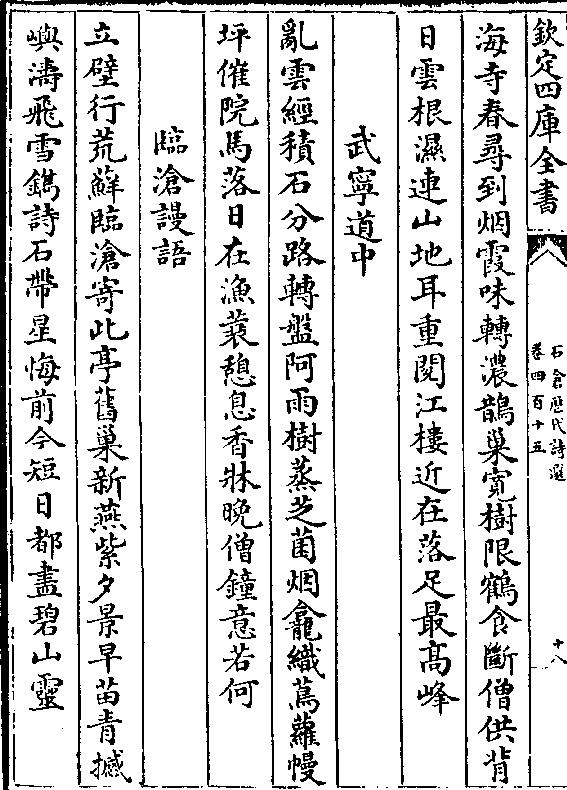 欽定四庫全書
石倉歷代詩選
卷四百十五
十八
海寺春尋到烟霞味轉濃鵲巢寛樹限鶴食斷僧供背
日雲根濕連山地耳重閱江樓近在落足最髙峰
武寧道中
亂雲經積石分路轉盤阿雨樹蒸芝菌烟龕織蔦蘿幔
坪催院馬落日在漁蓑憩息香牀晚僧鐘意若何
臨滄謾語
立壁行荒蘚臨滄寄此亭舊巢新燕紫夕景早苗青撼
嶼濤飛雪鐫詩石帶星悔前今短日都盡碧山靈